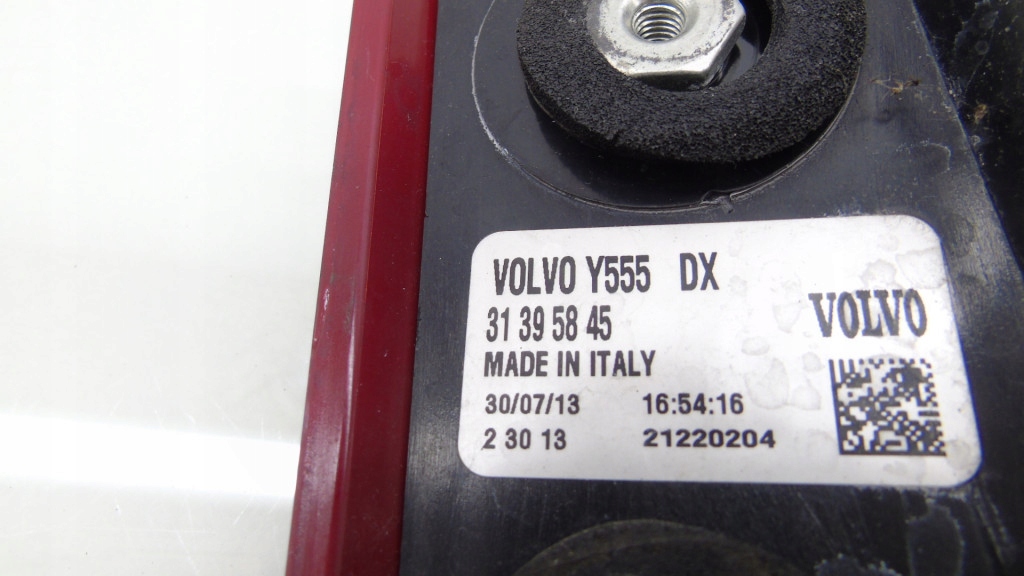 VOLVO Y555 DX
31 39 58 45
VOLVO
MADE IN ITALY
30/07/13 16:54:16
2 30 13 21220204